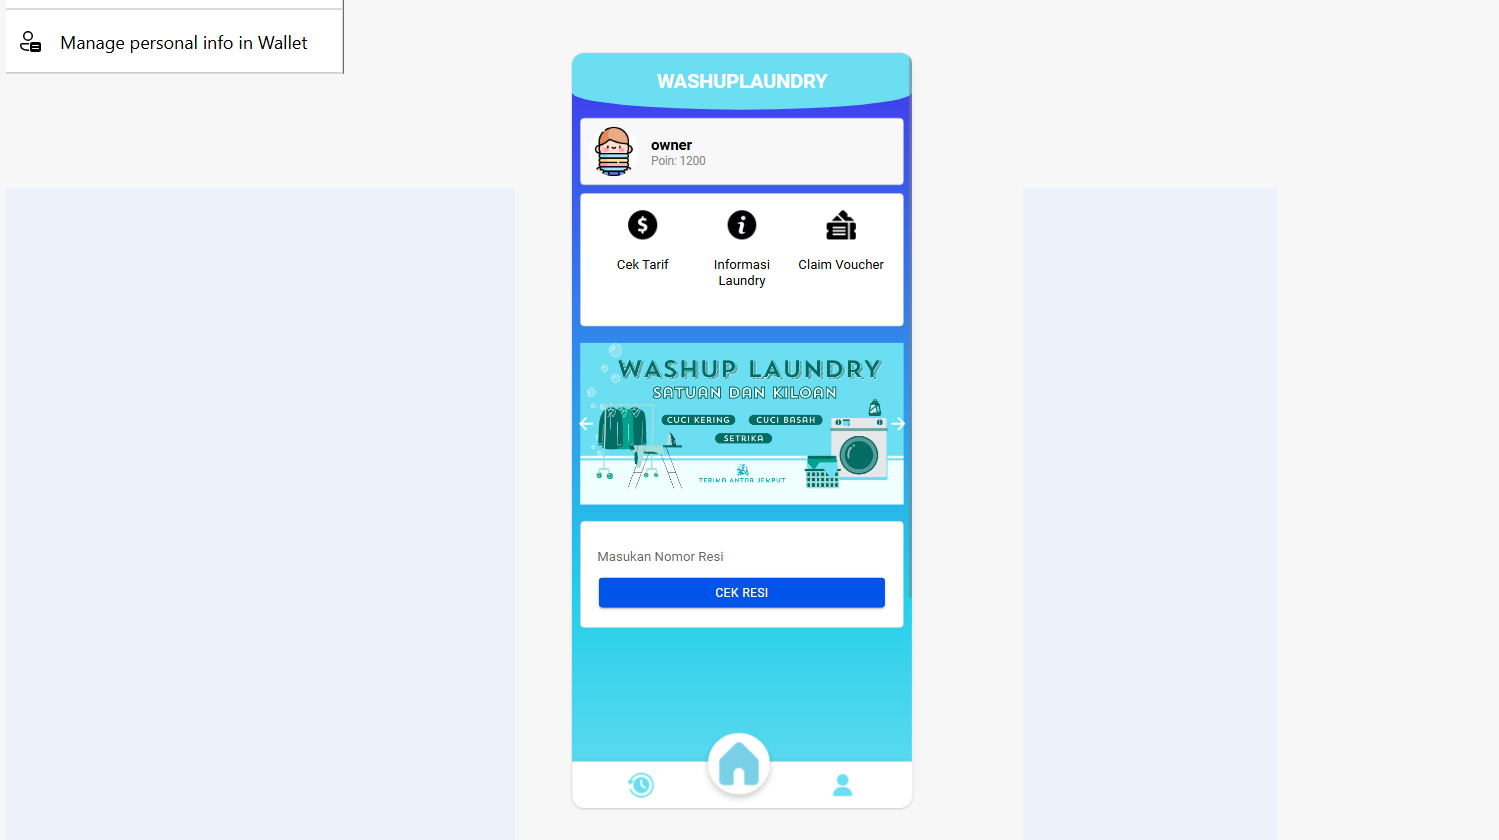 Manage personal info in Wallet
WASHUPLAUNDRY
owner
Poin: 1200
Cek Tarif
Informasi
Laundry
Claim Voucher
WASHUP LAUNDRY
SATUAN DAN KILOAN
CUCI KERING
CUCI BASAH
SETRIKA
TERIMA ANTAR JEMPUT
Masukan Nomor Resi
CEK RESI